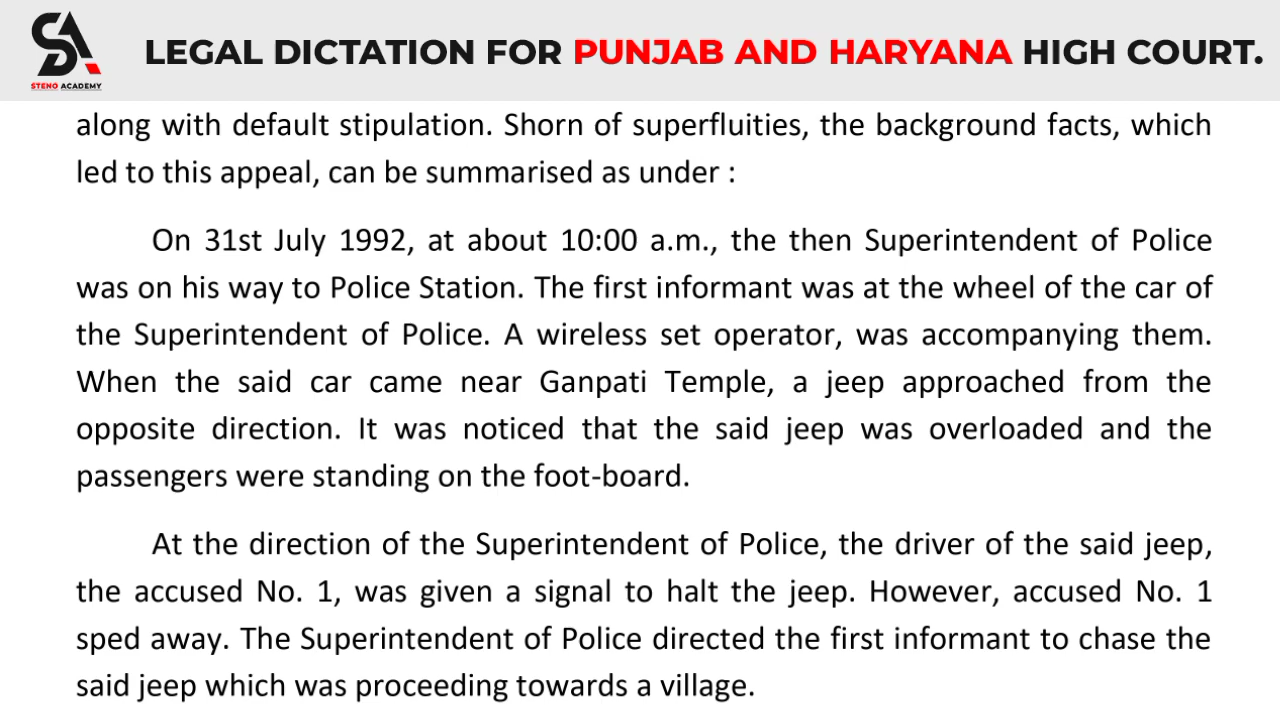 SA
STENO ACADEMY
LEGAL DICTATION FOR PUNJAB AND HARYANA HIGH COURT.
along with default stipulation. Shorn of superfluities, the background facts, which
led to this appeal, can be summarised as under :
On 31st July 1992, at about 10:00 a.m., the then Superintendent of Police
was on his way to Police Station. The first informant was at the wheel of the car of
the Superintendent of Police. A wireless set operator, was accompanying them.
When the said car came near Ganpati Temple, a jeep approached from the
opposite direction. It was noticed that the said jeep was overloaded and the
passengers were standing on the foot-board.
At the direction of the Superintendent of Police, the driver of the said jeep,
the accused No. 1, was given a signal to halt the jeep. However, accused No. 1
sped away. The Superintendent of Police directed the first informant to chase the
said jeep which was proceeding towards a village.